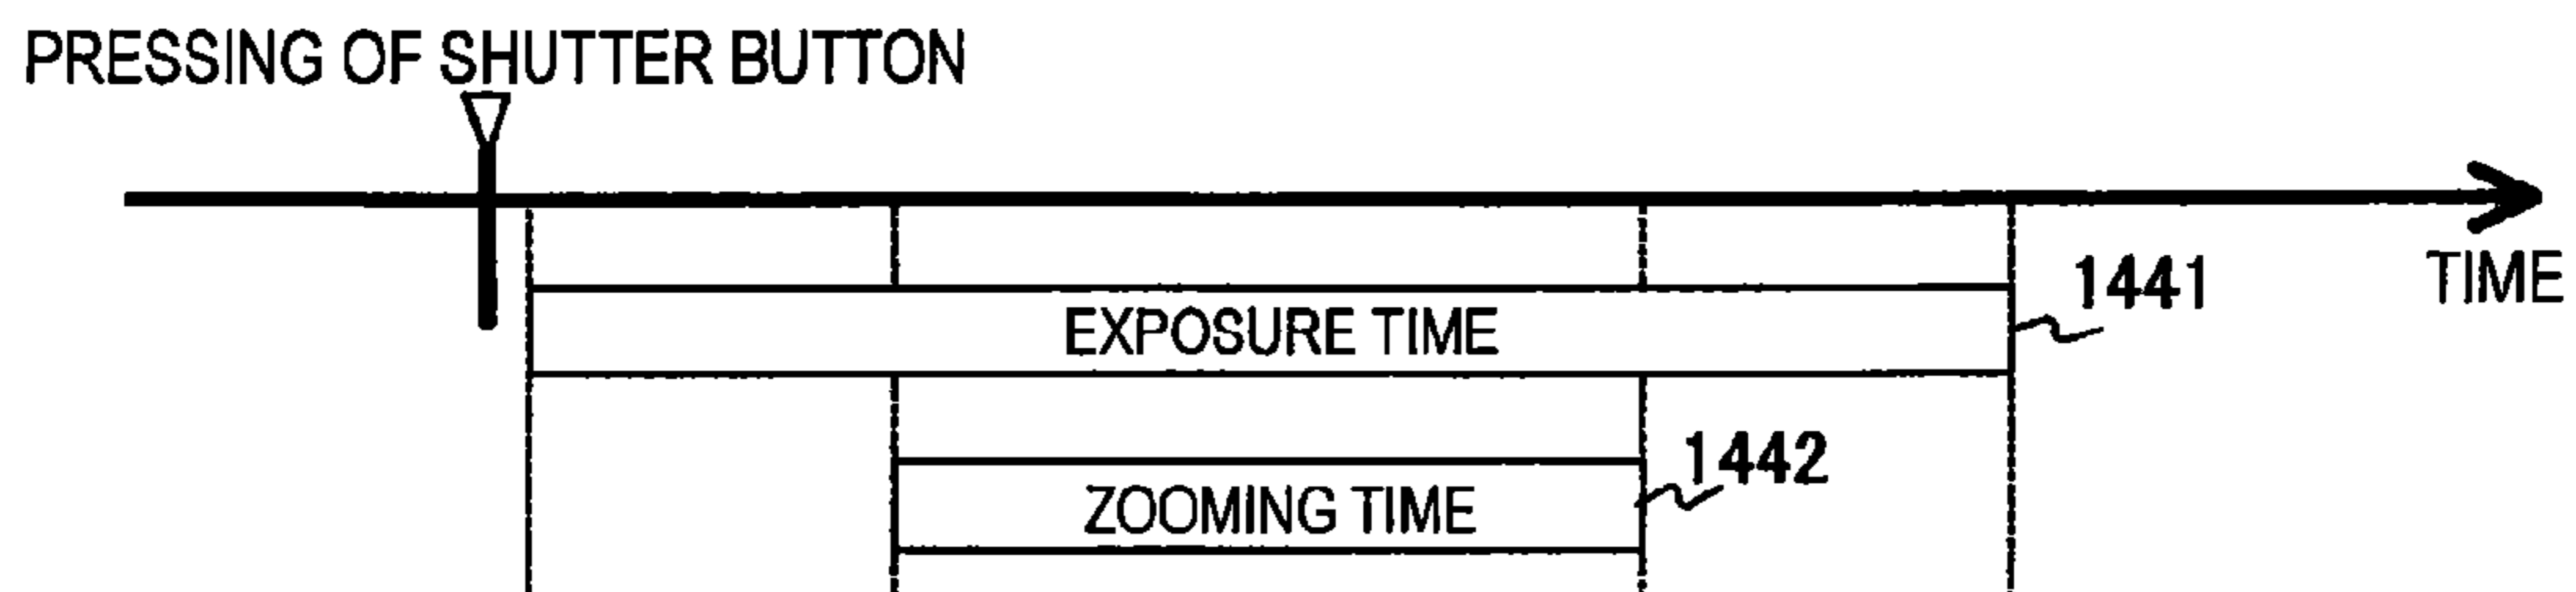 PRESSING OF SHUTTER BUTTON
TIME
1441
EXPOSURE TIME
1442
ZOOMING TIME